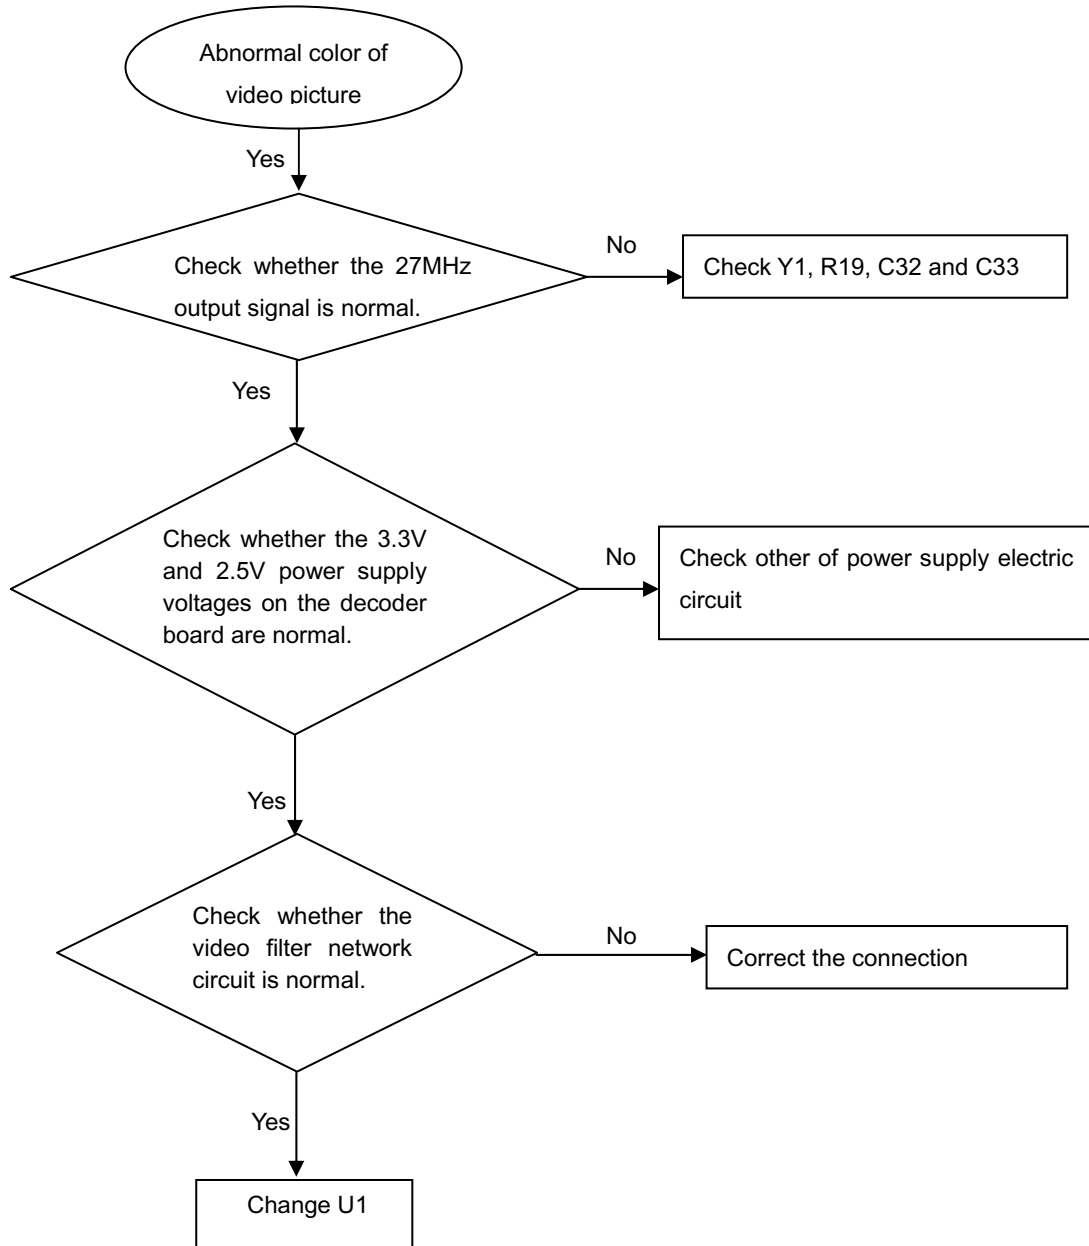 Abnormal color of
video picture
Yes
Check whether the 27MHz
output signal is normal.
No
Check Y1, R19, C32 and C33
Yes
Check whether the 3.3V
and 2.5V power supply
voltages on the decoder
board are normal.
No
Check other of power supply electric
circuit
Yes
Check whether the
video filter network
circuit is normal.
No
Correct the connection
Yes
Change U1